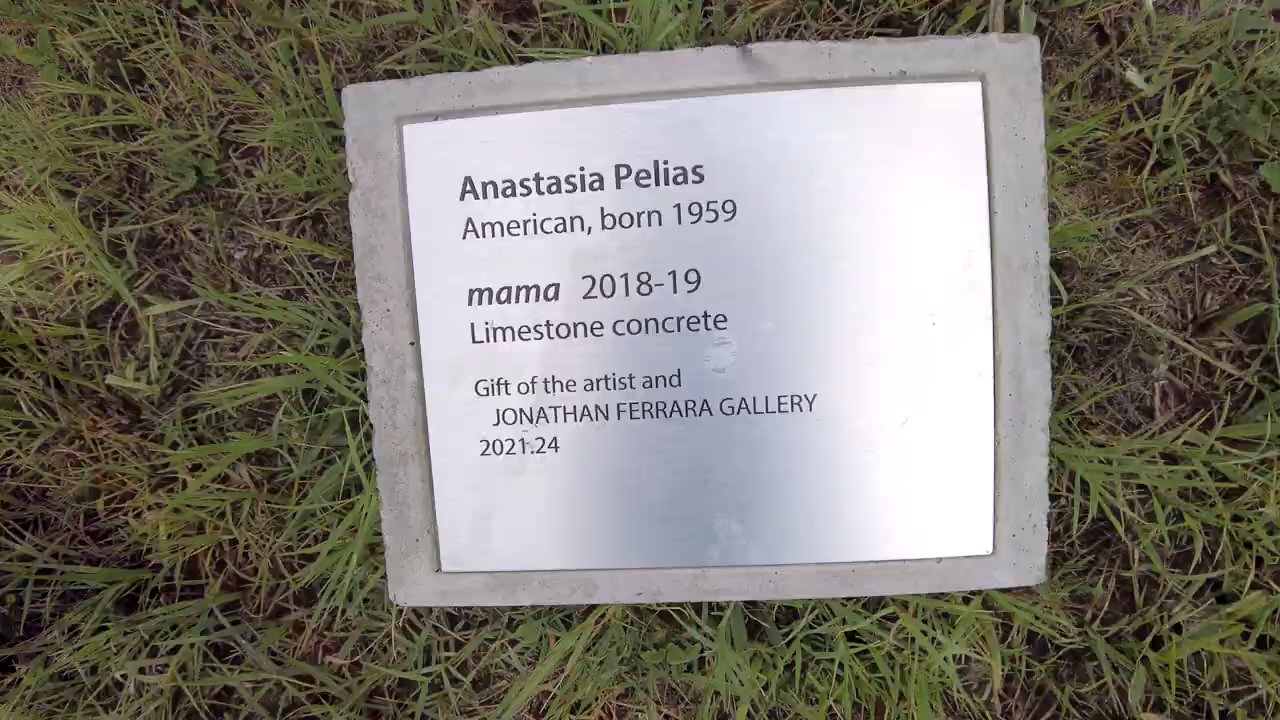 Anastasia Pelias
American, born 1959
mama 2018-19
Limestone concrete
Gift of the artist and
JONATHAN FERRARA GALLERY
2021.24